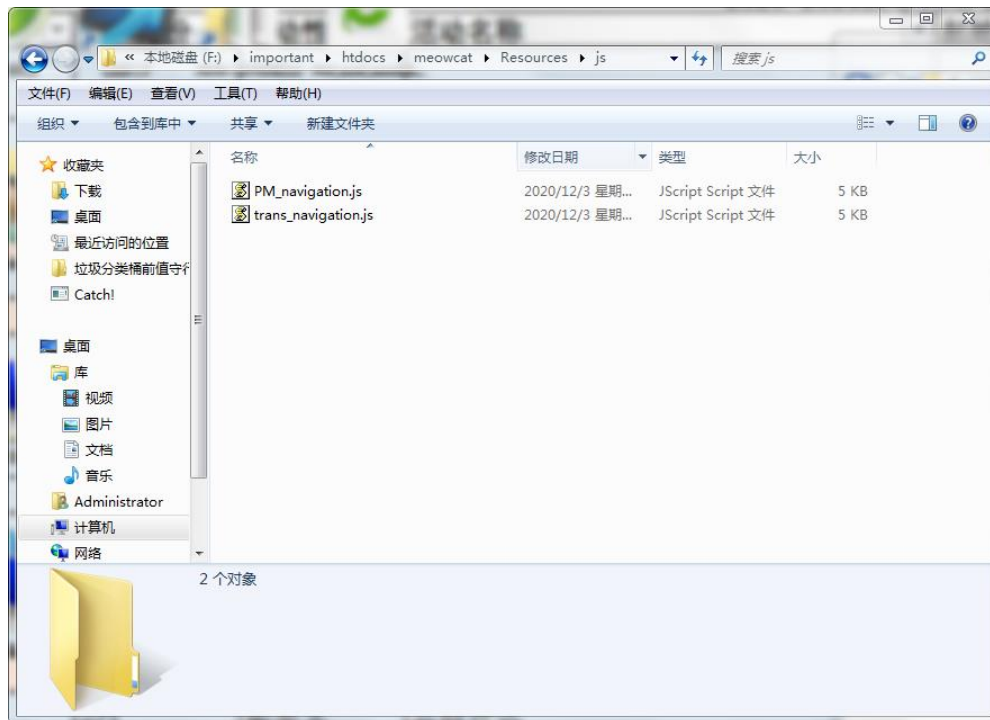 « 本地磁盘 (F:) ▸ important ▸ htdocs ▸ meowcat ▸ Resources ▸ js
搜索 js
文件(F) 编辑(E) 查看(V) 工具(T) 帮助(H)
组织 包含到库中 共享 新建文件夹
名称 修改日期 类型 大小
PM_navigation.js 2020/12/3 星期... JScript Script 文件 5 KB
trans_navigation.js 2020/12/3 星期... JScript Script 文件 5 KB
收藏夹
下载
桌面
最近访问的位置
垃圾分类桶前值守
Catch!
桌面
库
视频
图片
文档
音乐
Administrator
计算机
网络
2 个对象